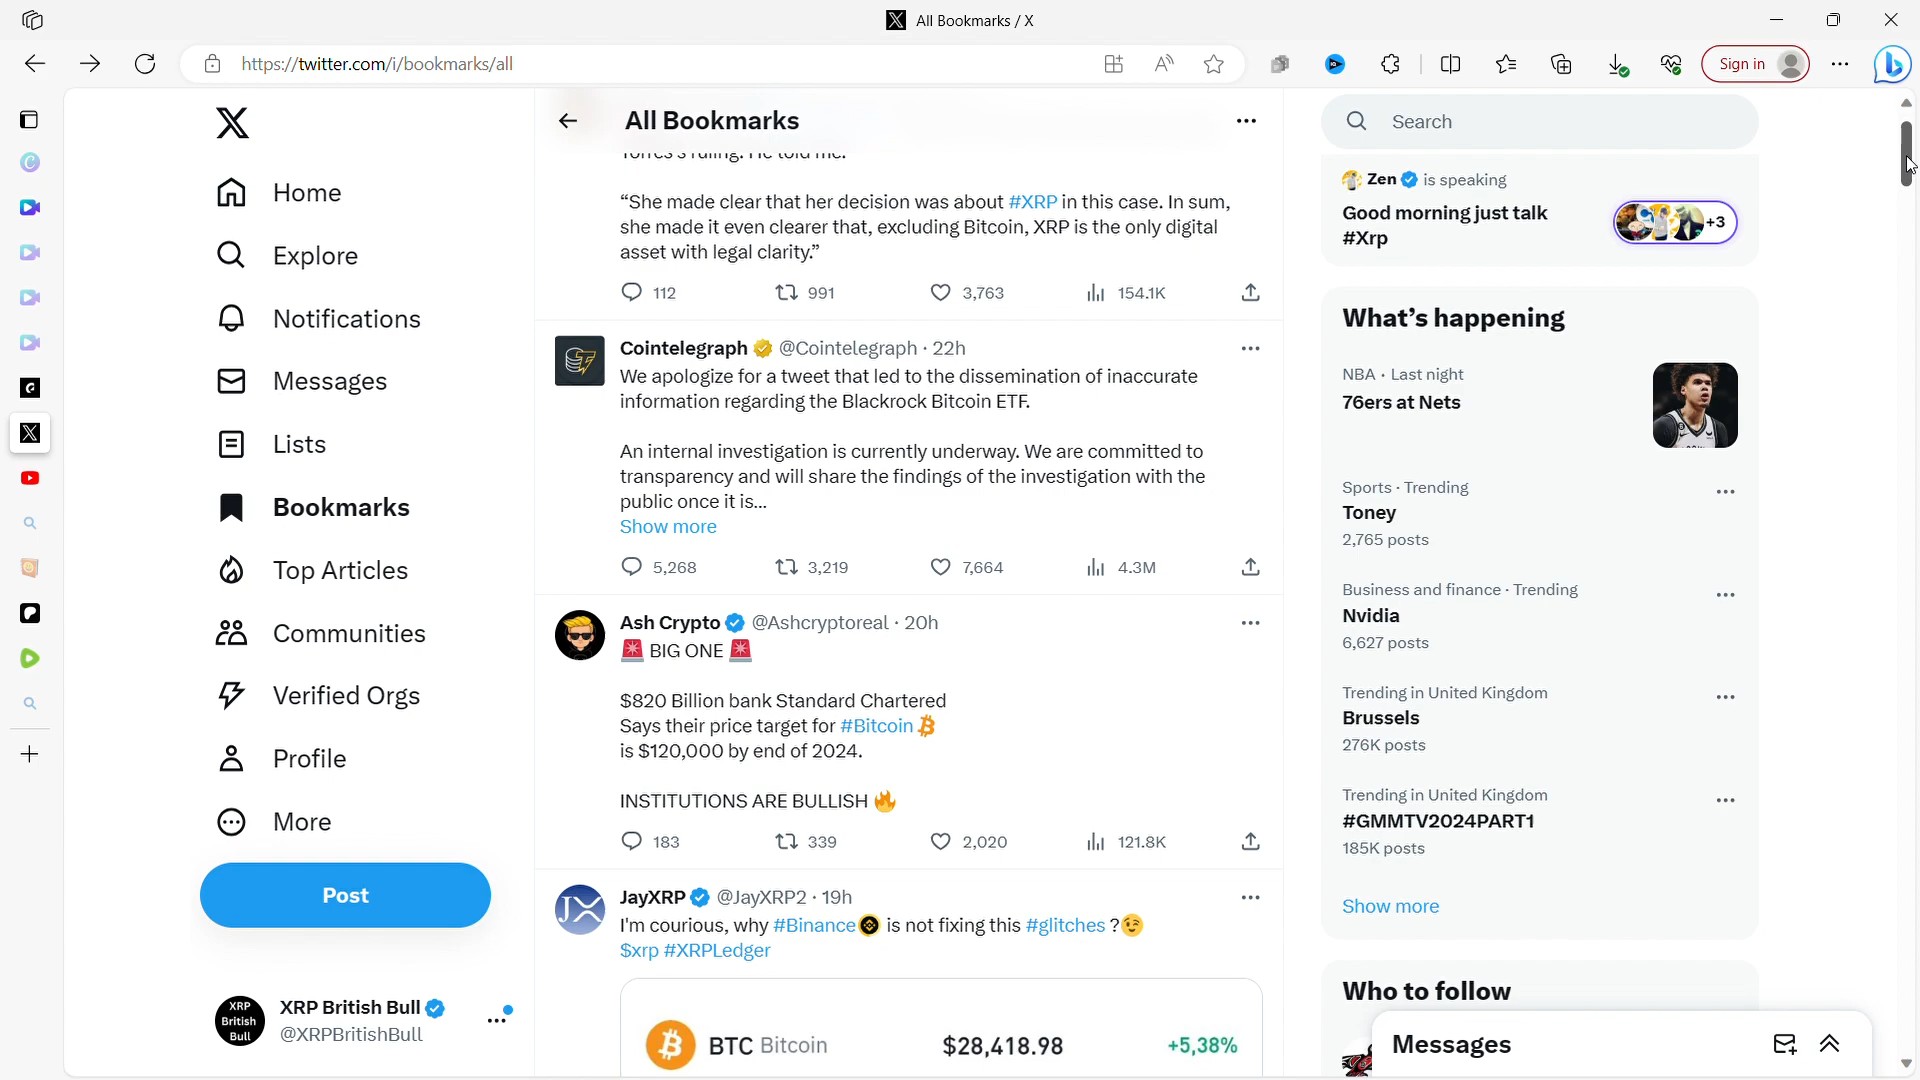 All Bookmarks / X
https://twitter.com/i/bookmarks/all
Sign in
Home
Explore
Notifications
Messages
Lists
Bookmarks
Top Articles
Communities
Verified Orgs
Profile
More
Post
XRP British Bull
XRP British Bull
@XRPBritishBull
All Bookmarks
Torres's ruling. He told me:
“She made clear that her decision was about #XRP in this case. In sum,
she made it even clearer that, excluding Bitcoin, XRP is the only digital
asset with legal clarity.”
112 991 3,763 154.1K
Cointelegraph @Cointelegraph · 22h
We apologize for a tweet that led to the dissemination of inaccurate
information regarding the Blackrock Bitcoin ETF.
An internal investigation is currently underway. We are committed to
transparency and will share the findings of the investigation with the
public once it is...
Show more
5,268 3,219 7,664 4.3M
Ash Crypto @Ashcryptoreal · 20h
BIG ONE
$820 Billion bank Standard Chartered
Says their price target for #Bitcoin
is $120,000 by end of 2024.
INSTITUTIONS ARE BULLISH
183 339 2,020 121.8K
JayXRP @JayXRP2 · 19h
I'm courious, why #Binance is not fixing this #glitches ?
$xrp #XRPLedger
BTC Bitcoin $28,418.98 +5,38%
Search
Zen is speaking
Good morning just talk
#Xrp
+3
What's happening
NBA · Last night
76ers at Nets
Sports · Trending
Toney
2,765 posts
Business and finance · Trending
Nvidia
6,627 posts
Trending in United Kingdom
Brussels
276K posts
Trending in United Kingdom
#GMMTV2024PART1
185K posts
Show more
Who to follow
Messages